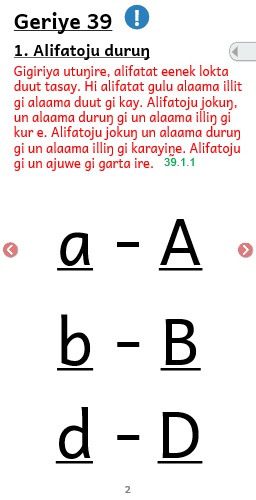 Geriye 39 !
1. Alifatoju duruŋ
Gigiriya utuŋire, alifatat eenek lokta
duut tasay. Hi alifatat gulu alaama illit
gi alaama duut gi kay. Alifatoju jokuŋ,
un alaama duruŋ gi un alaama illiŋ gi
kur e. Alifatoju jokuŋ un alaama duruŋ
gi un alaama illiŋ gi karayiñe. Alifatoju
gi un ajuwe gi garta ire. 39.1.1
a – A
b – B
d – D
2